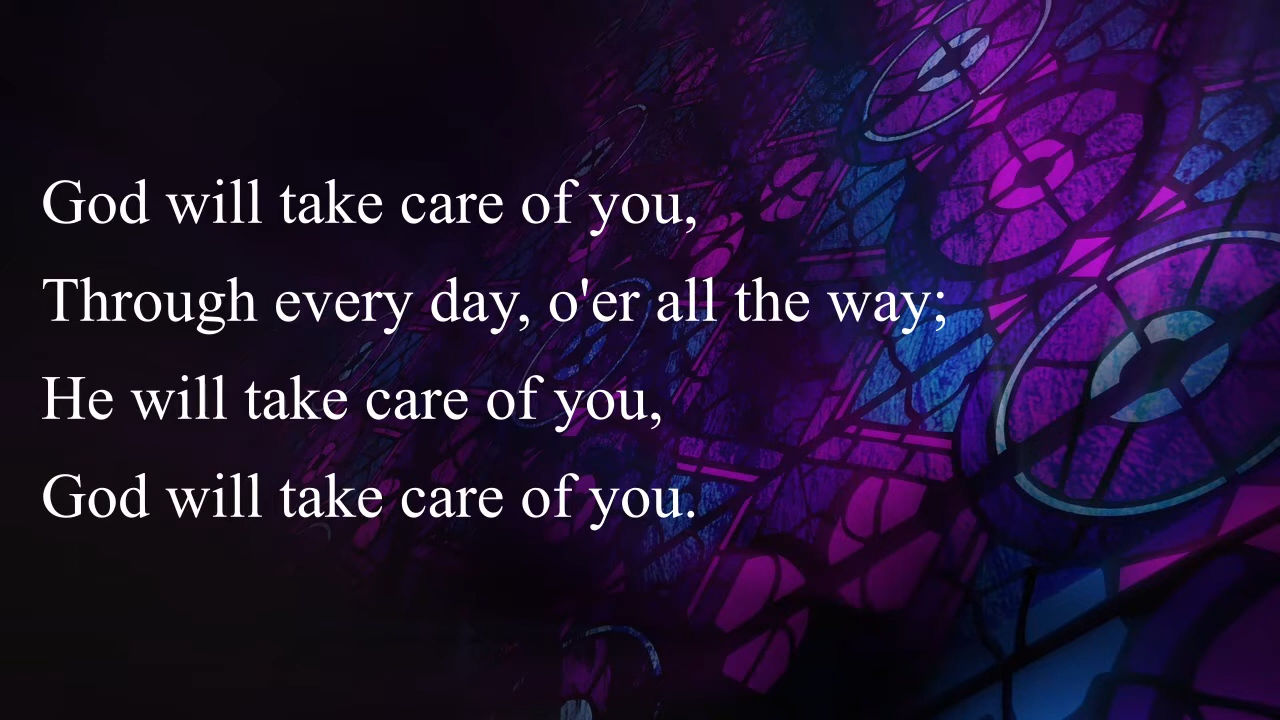 God will take care of you,
Through every day, o'er all the way;
He will take care of you,
God will take care of you.